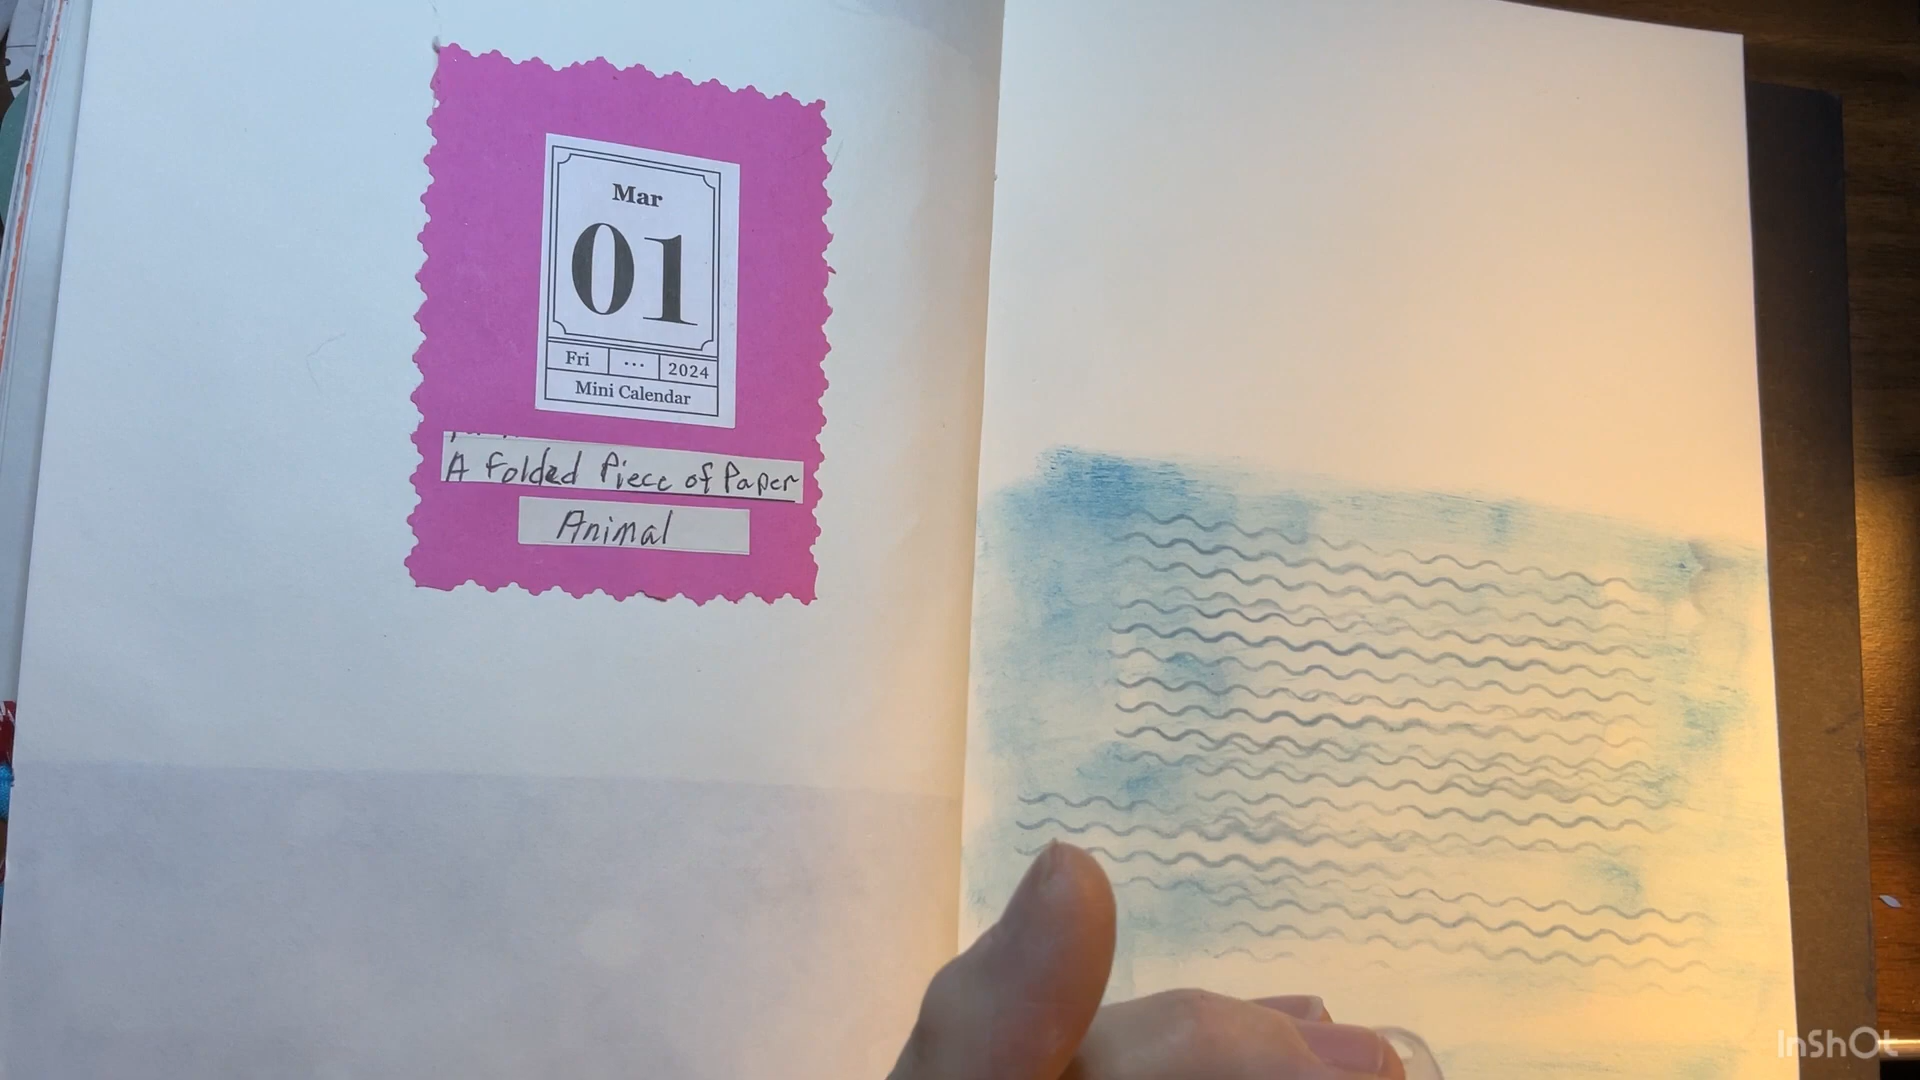 Mar
01
Fri ... 2024
Mini Calendar
A Folded Piece of Paper
Animal
InShOt